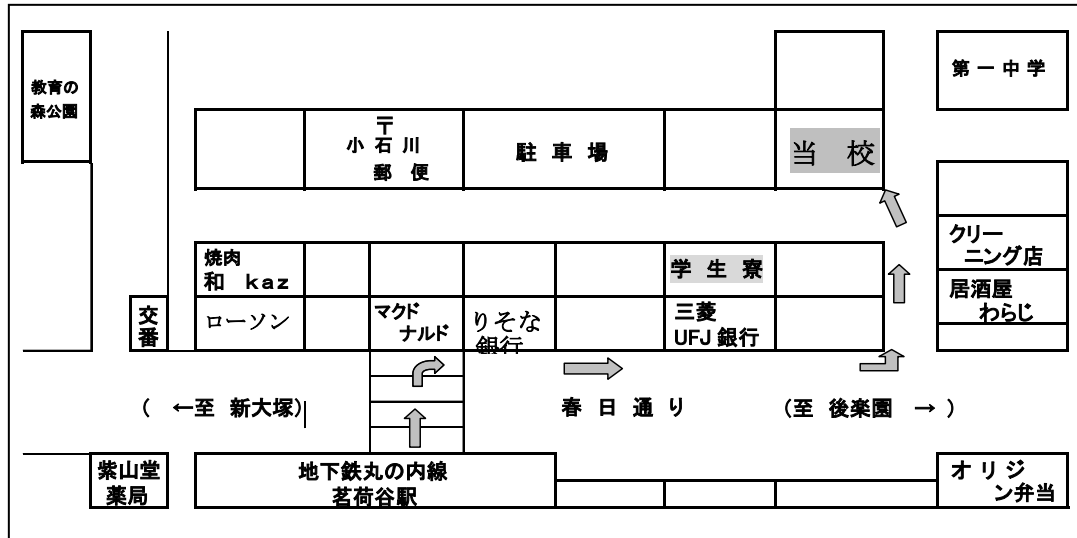 教育の
森公園
〒
小石川
郵便
駐車場
当校
第一中学
焼肉
和 kaz
学生寮
クリー
ニング店
居酒屋
わらじ
交
番
ローソン
マクド
ナルド
りそな
銀行
三菱
UFJ銀行
( ←至 新大塚)
春日通り
(至 後楽園 → )
紫山堂
薬局
地下鉄丸の内線
茗荷谷駅
オリジ
ン弁当